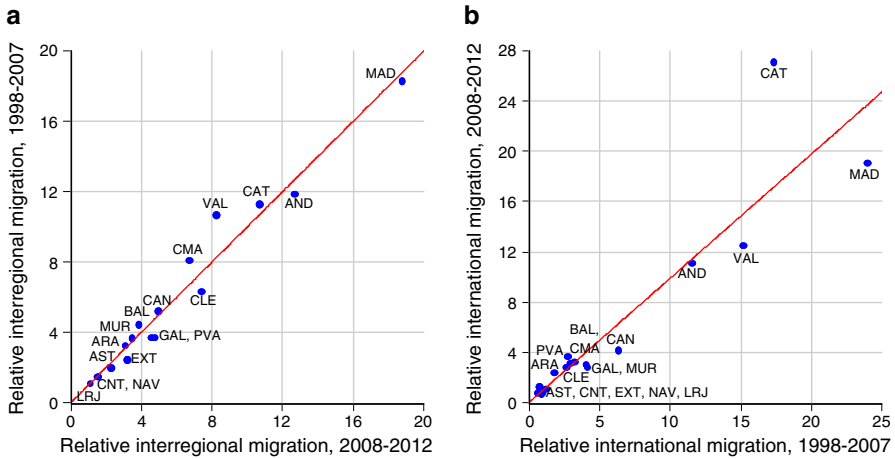 a
Relative interregional migration, 1998-2007
20
16
12
8
4
0
MAD
VAL
CAT
AND
CMA
CAN
CLE
BAL
MUR
GAL, PVA
ARA
AST
EXT
CNT, NAV
LRJ
0
4
8
12
16
20
Relative interregional migration, 2008-2012
b
Relative international migration, 2008-2012
28
24
20
16
12
8
4
0
CAT
MAD
VAL
AND
BAL,
CAN
PVA
CMA
ARA
GAL, MUR
CLE
AST, CNT, EXT, NAV, LRJ
0
5
10
15
20
25
Relative international migration, 1998-2007